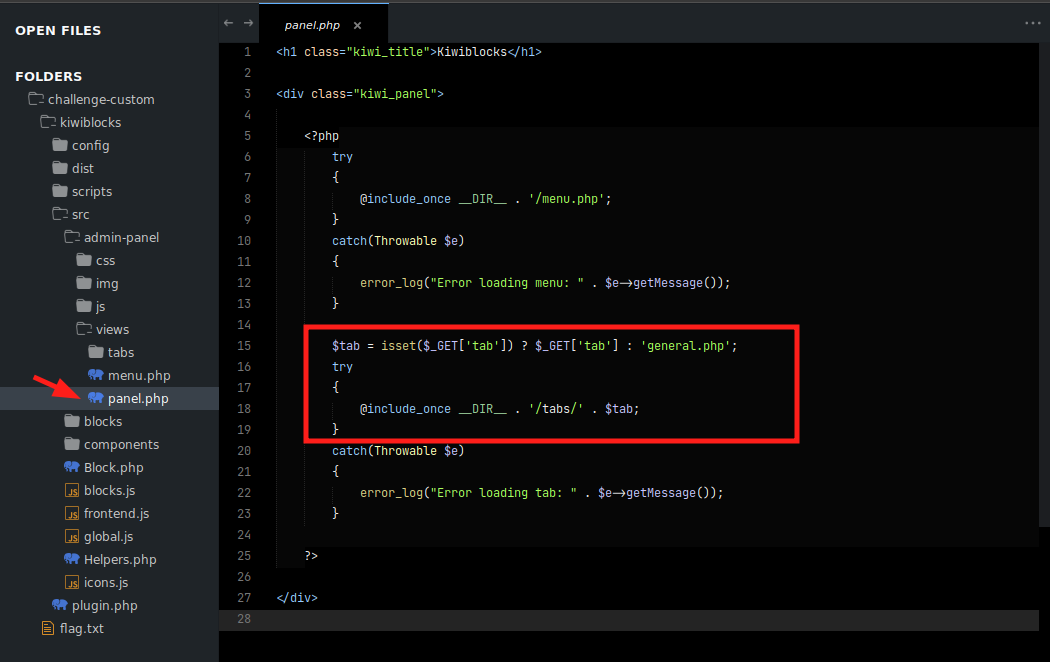 OPEN FILES
FOLDERS
challenge-custom
kiwiblocks
config
dist
scripts
src
admin-panel
css
img
js
views
tabs
menu.php
panel.php
blocks
components
Block.php
JS blocks.js
JS frontend.js
JS global.js
Helpers.php
JS icons.js
plugin.php
flag.txt
← → panel.php × ···
1 <h1 class="kiwi_title">Kiwiblocks</h1>
2
3 <div class="kiwi_panel">
4
5 <?php
6 try
7 {
8 @include_once __DIR__ . '/menu.php';
9 }
10 catch(Throwable $e)
11 {
12 error_log("Error loading menu: " . $e->getMessage());
13 }
14
15 $tab = isset($_GET['tab']) ? $_GET['tab'] : 'general.php';
16 try
17 {
18 @include_once __DIR__ . '/tabs/' . $tab;
19 }
20 catch(Throwable $e)
21 {
22 error_log("Error loading tab: " . $e->getMessage());
23 }
24
25 ?>
26
27 </div>
28